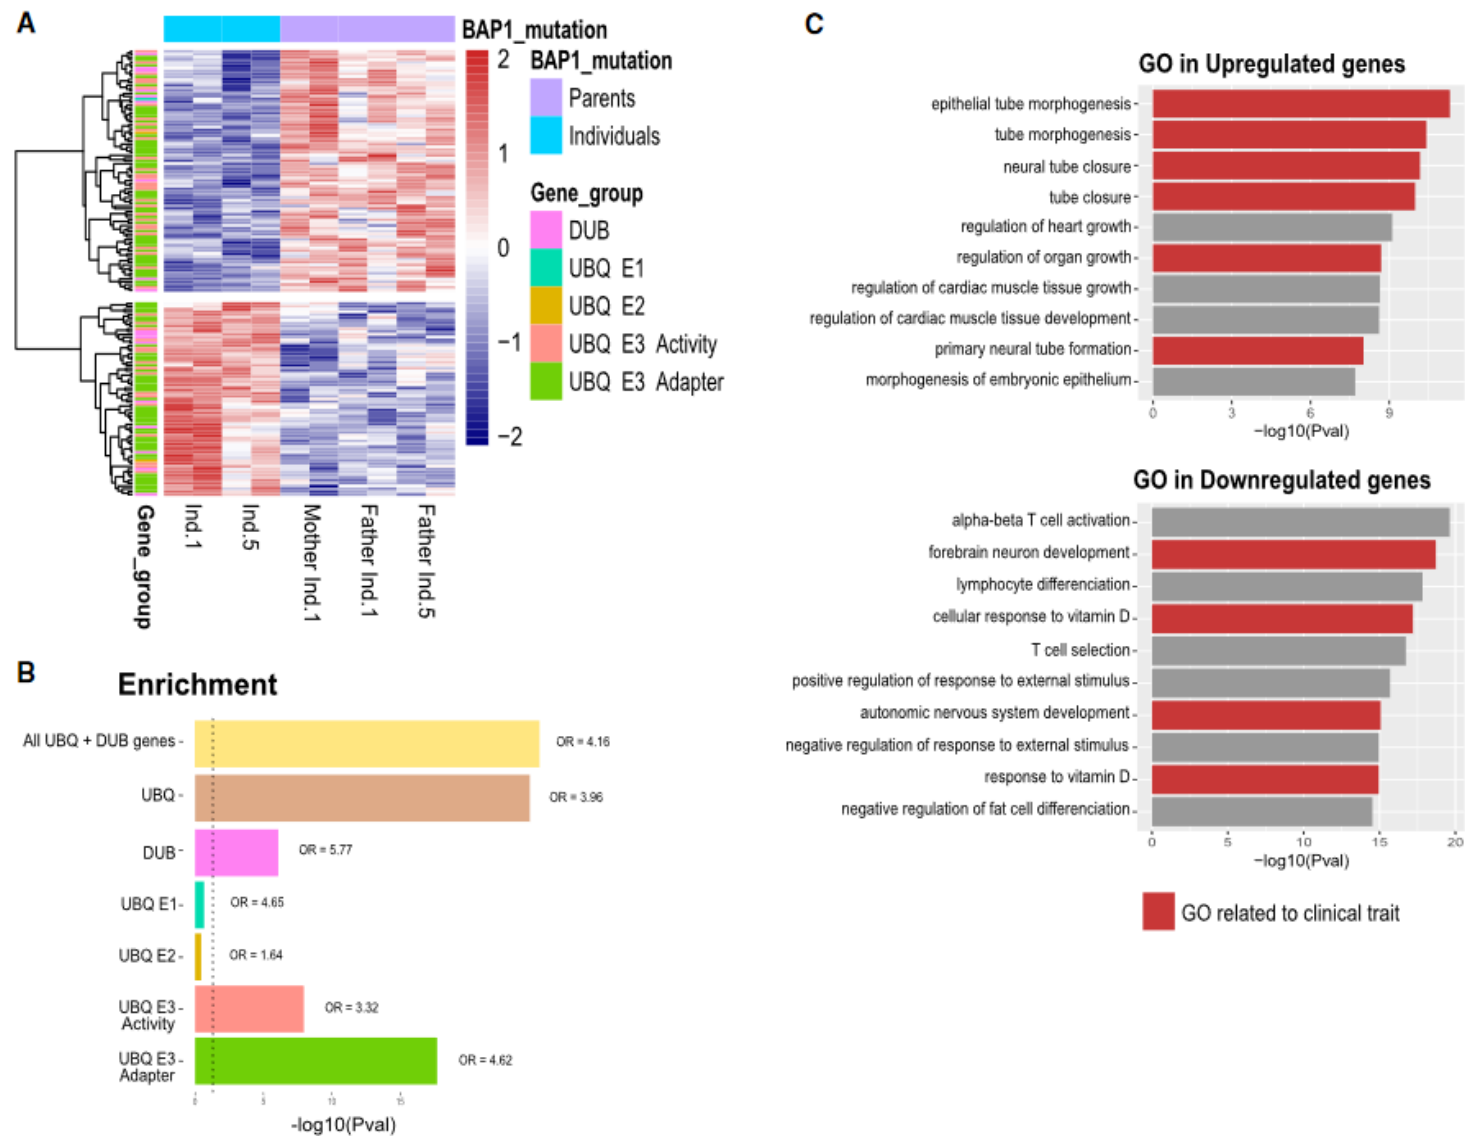 A
BAP1_mutation
2
1
0
−1
−2
BAP1_mutation
Parents
Individuals
Gene_group
DUB
UBQ E1
UBQ E2
UBQ E3 Activity
UBQ E3 Adapter
Gene_group
Ind.1
Ind.5
Mother Ind.1
Father Ind.1
Father Ind.5
B
Enrichment
All UBQ + DUB genes
OR = 4.16
UBQ
OR = 3.96
DUB
OR = 5.77
UBQ E1
OR = 4.65
UBQ E2
OR = 1.64
UBQ E3
Activity
OR = 3.32
UBQ E3
Adapter
OR = 4.62
0 5 10 15
-log10(Pval)
C
GO in Upregulated genes
epithelial tube morphogenesis
tube morphogenesis
neural tube closure
tube closure
regulation of heart growth
regulation of organ growth
regulation of cardiac muscle tissue growth
regulation of cardiac muscle tissue development
primary neural tube formation
morphogenesis of embryonic epithelium
0 3 6 9
−log10(Pval)
GO in Downregulated genes
alpha-beta T cell activation
forebrain neuron development
lymphocyte differenciation
cellular response to vitamin D
T cell selection
positive regulation of response to external stimulus
autonomic nervous system development
negative regulation of response to external stimulus
response to vitamin D
negative regulation of fat cell differenciation
0 5 10 15 20
−log10(Pval)
GO related to clinical trait